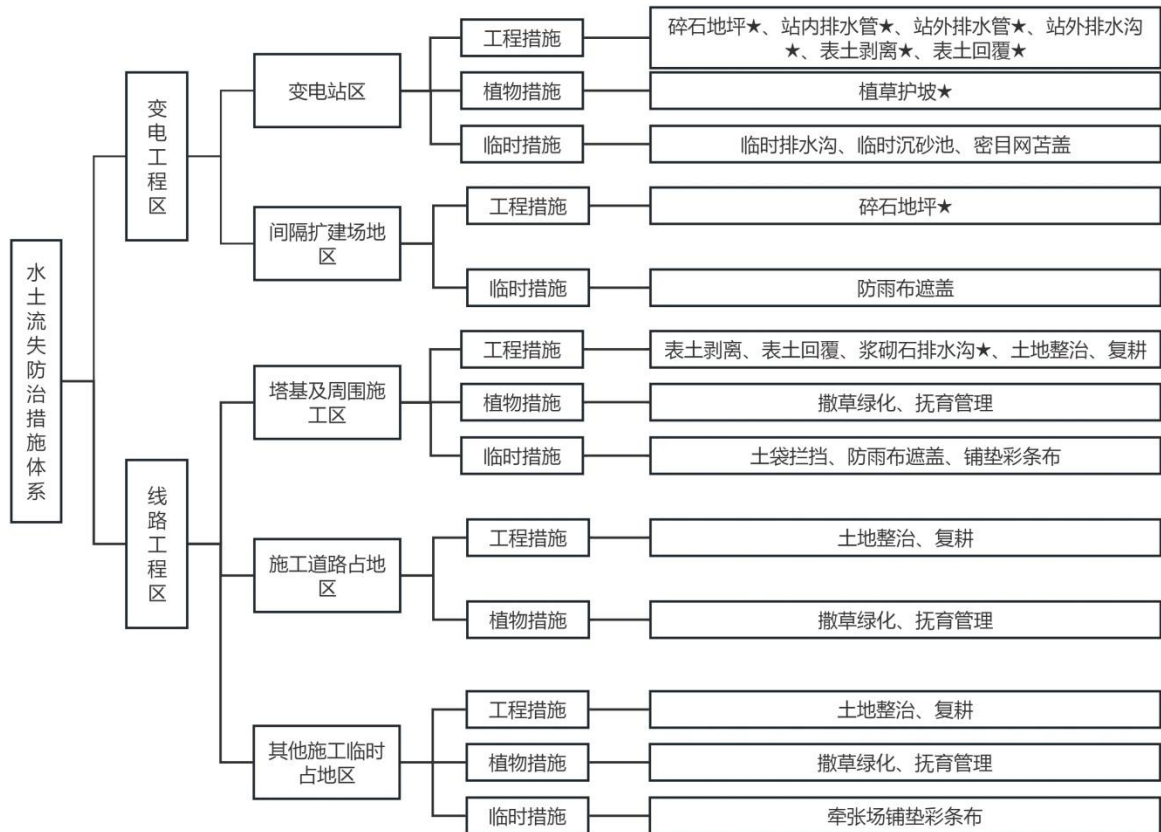 水土流失防治措施体系
变电工程区
变电站区
工程措施
碎石地坪★、站内排水管★、站外排水管★、站外排水沟
★、表土剥离★、表土回覆★
植物措施
植草护坡★
临时措施
临时排水沟、临时沉砂池、密目网苫盖
间隔扩建场地
区
工程措施
碎石地坪★
临时措施
防雨布遮盖
线路工程区
塔基及周围施
工区
工程措施
表土剥离、表土回覆、浆砌石排水沟★、土地整治、复耕
植物措施
撒草绿化、抚育管理
临时措施
土袋拦挡、防雨布遮盖、铺垫彩条布
施工道路占地
区
工程措施
土地整治、复耕
植物措施
撒草绿化、抚育管理
其他施工临时
占地区
工程措施
土地整治、复耕
植物措施
撒草绿化、抚育管理
临时措施
牵张场铺垫彩条布